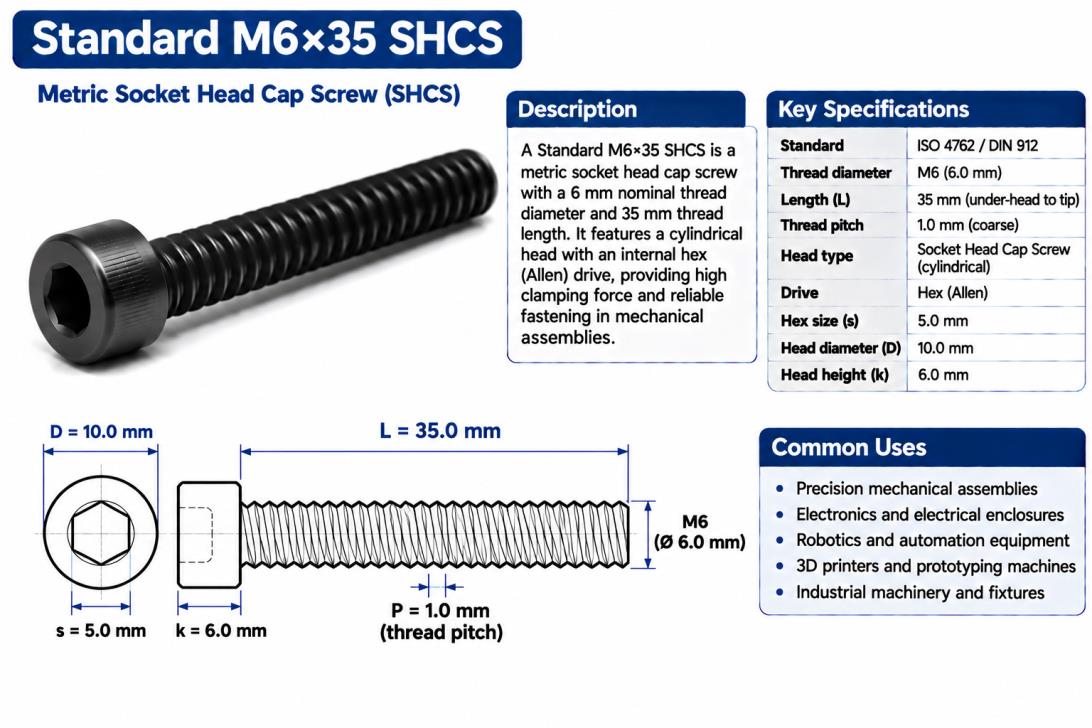 Standard M6×35 SHCS
Metric Socket Head Cap Screw (SHCS)
Description
A Standard M6×35 SHCS is a
metric socket head cap screw
with a 6 mm nominal thread
diameter and 35 mm thread
length. It features a cylindrical
head with an internal hex
(Allen) drive, providing high
clamping force and reliable
fastening in mechanical
assemblies.
Key Specifications
Standard ISO 4762 / DIN 912
Thread diameter M6 (6.0 mm)
Length (L) 35 mm (under-head to tip)
Thread pitch 1.0 mm (coarse)
Head type Socket Head Cap Screw
(cylindrical)
Drive Hex (Allen)
Hex size (s) 5.0 mm
Head diameter (D) 10.0 mm
Head height (k) 6.0 mm
D = 10.0 mm
L = 35.0 mm
M6
(Ø 6.0 mm)
P = 1.0 mm
(thread pitch)
s = 5.0 mm
k = 6.0 mm
Common Uses
• Precision mechanical assemblies
• Electronics and electrical enclosures
• Robotics and automation equipment
• 3D printers and prototyping machines
• Industrial machinery and fixtures